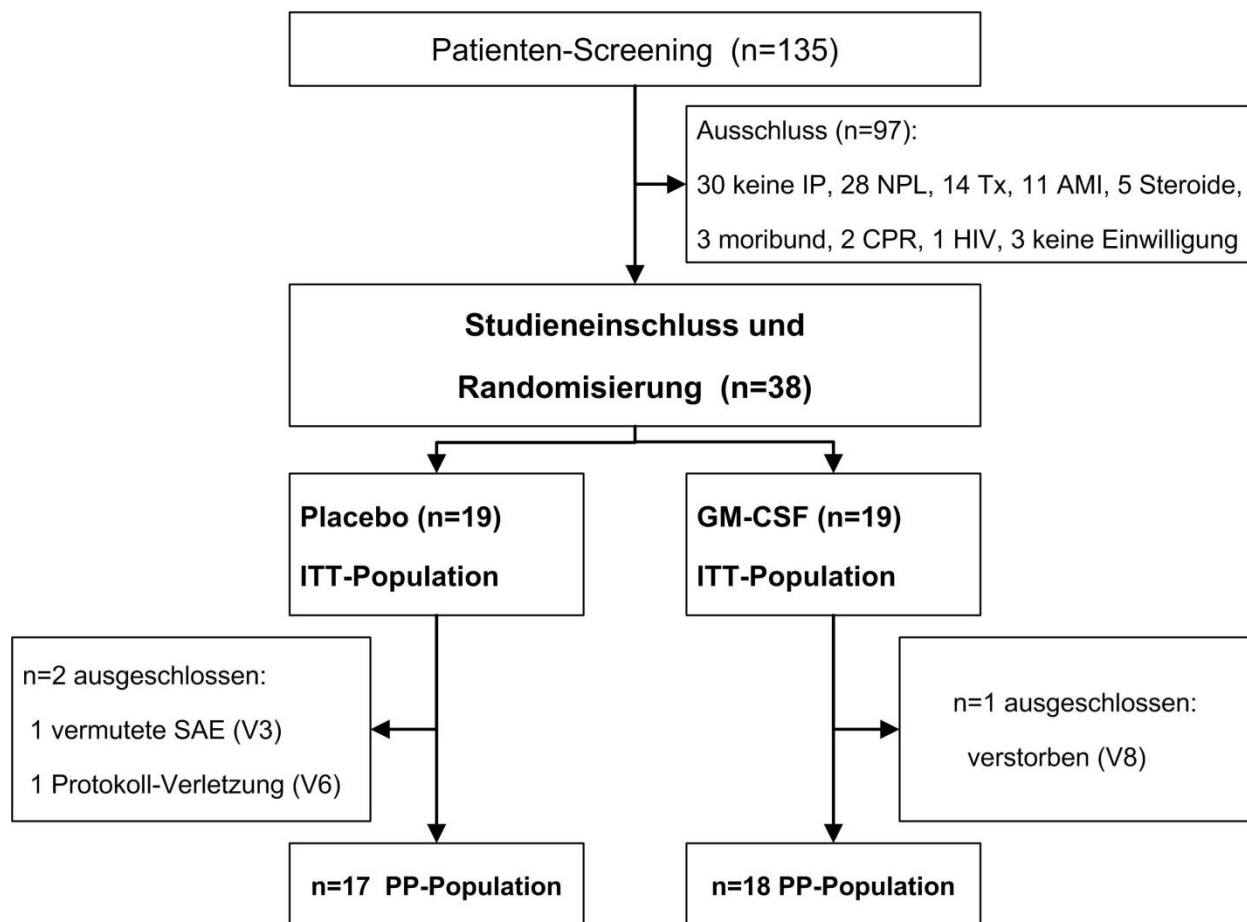 Patienten-Screening (n=135)
Ausschluss (n=97):
30 keine IP, 28 NPL, 14 Tx, 11 AMI, 5 Steroide,
3 moribund, 2 CPR, 1 HIV, 3 keine Einwilligung
Studieneinschluss und
Randomisierung (n=38)
Placebo (n=19)
ITT-Population
GM-CSF (n=19)
ITT-Population
n=2 ausgeschlossen:
1 vermutete SAE (V3)
1 Protokoll-Verletzung (V6)
n=1 ausgeschlossen:
verstorben (V8)
n=17 PP-Population
n=18 PP-Population